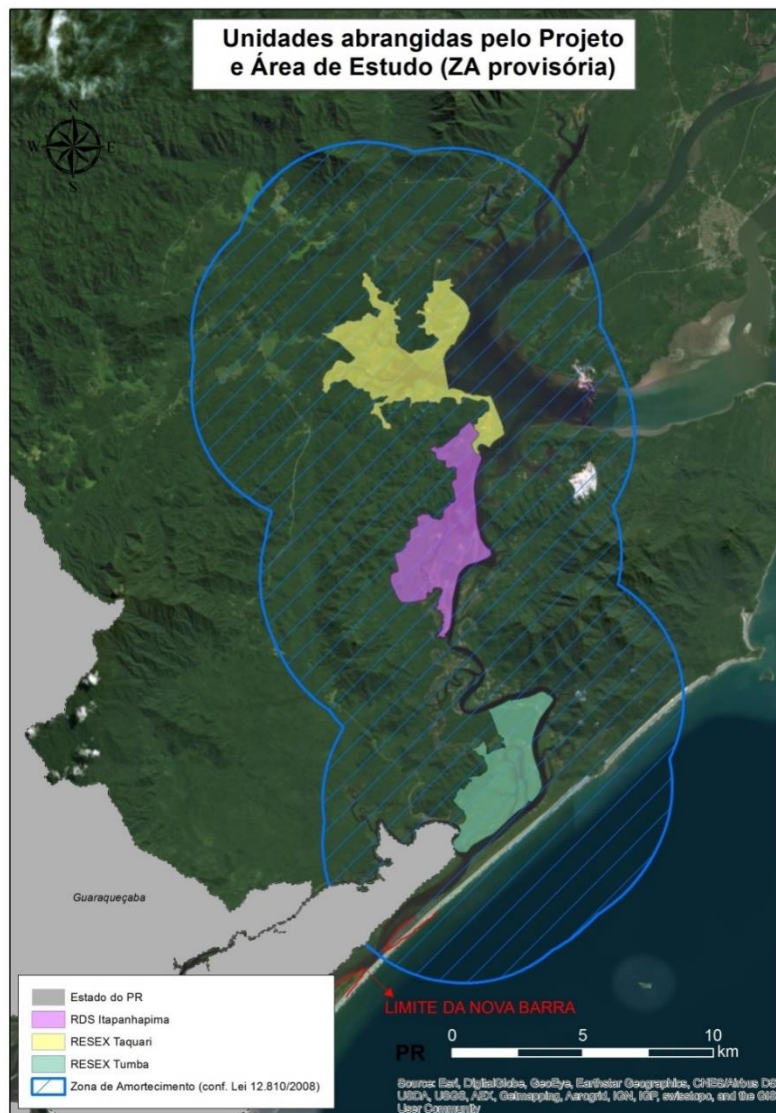 Unidades abrangidas pelo Projeto
e Área de Estudo (ZA provisória)
N
W
E
S
Guaraqueçaba
Estado do PR
RDS Itapanhapima
RESEX Taquari
RESEX Tumba
Zona de Amortecimento (conf. Lei 12.810/2008)
LIMITE DA NOVA BARRA
PR
0 5 10
km
Source: Esri, DigitalGlobe, GeoEye, Earthstar Geographics, CNES/Airbus DS,
USDA, USGS, AEX, Getmapping, Aerogrid, IGN, IGP, swisstopo, and the GIS
User Community